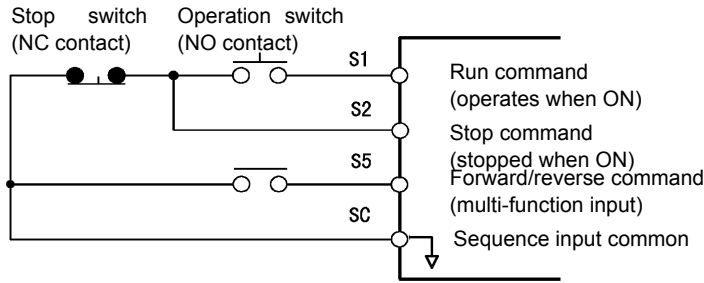 Stop switch
(NC contact)
Operation switch
(NO contact)
S1
Run command
(operates when ON)
S2
Stop command
(stopped when ON)
S5
Forward/reverse command
(multi-function input)
SC
Sequence input common